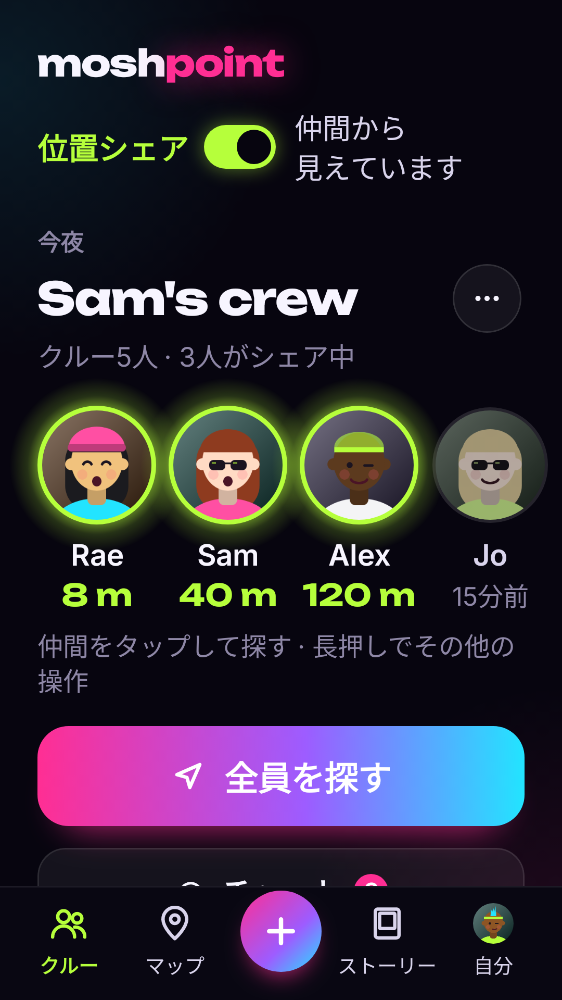 moshpoint
位置シェア
仲間から
見えています
今夜
Sam's crew
クルー5人 · 3人がシェア中
Rae
Sam
Alex
Jo
8 m
40 m
120 m
15分前
仲間をタップして探す · 長押しでその他の
操作
全員を探す
クルー
マップ
ストーリー
自分